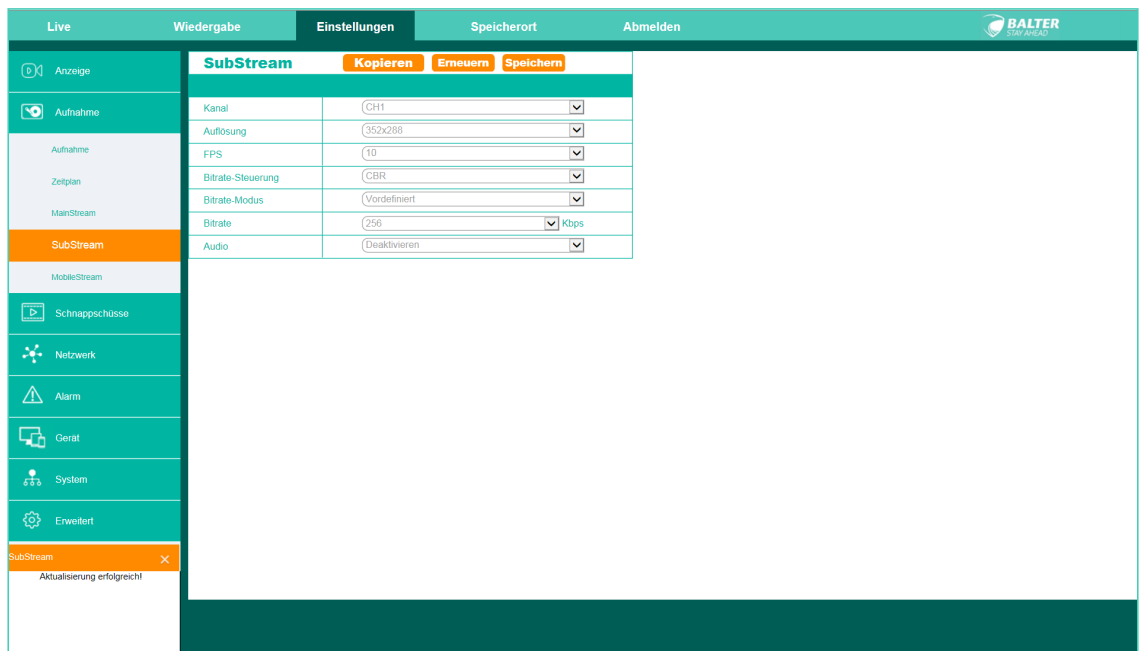 Live Wiedergabe Einstellungen Speicherort Abmelden BALTER
STAY AHEAD
Anzeige
Aufnahme
Aufnahme
Zeitplan
MainStream
SubStream
MobileStream
Schnappschüsse
Netzwerk
Alarm
Gerät
System
Erweitert
SubStream
Aktualisierung erfolgreich!
SubStream Kopieren Erneuern Speichern
Kanal CH1
Auflösung 352x288
FPS 10
Bitrate-Steuerung CBR
Bitrate-Modus Vordefiniert
Bitrate 256 Kbps
Audio Deaktivieren